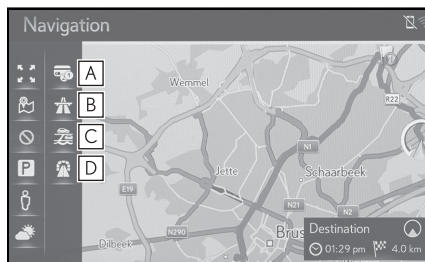 Navigation
A
B
C
D
P
Wemmel
R22
N1
Jette
Schaarbeek
E19
N21
N2
N290
Brus
Dilbeek
Destination
01:29 pm 4.0 km